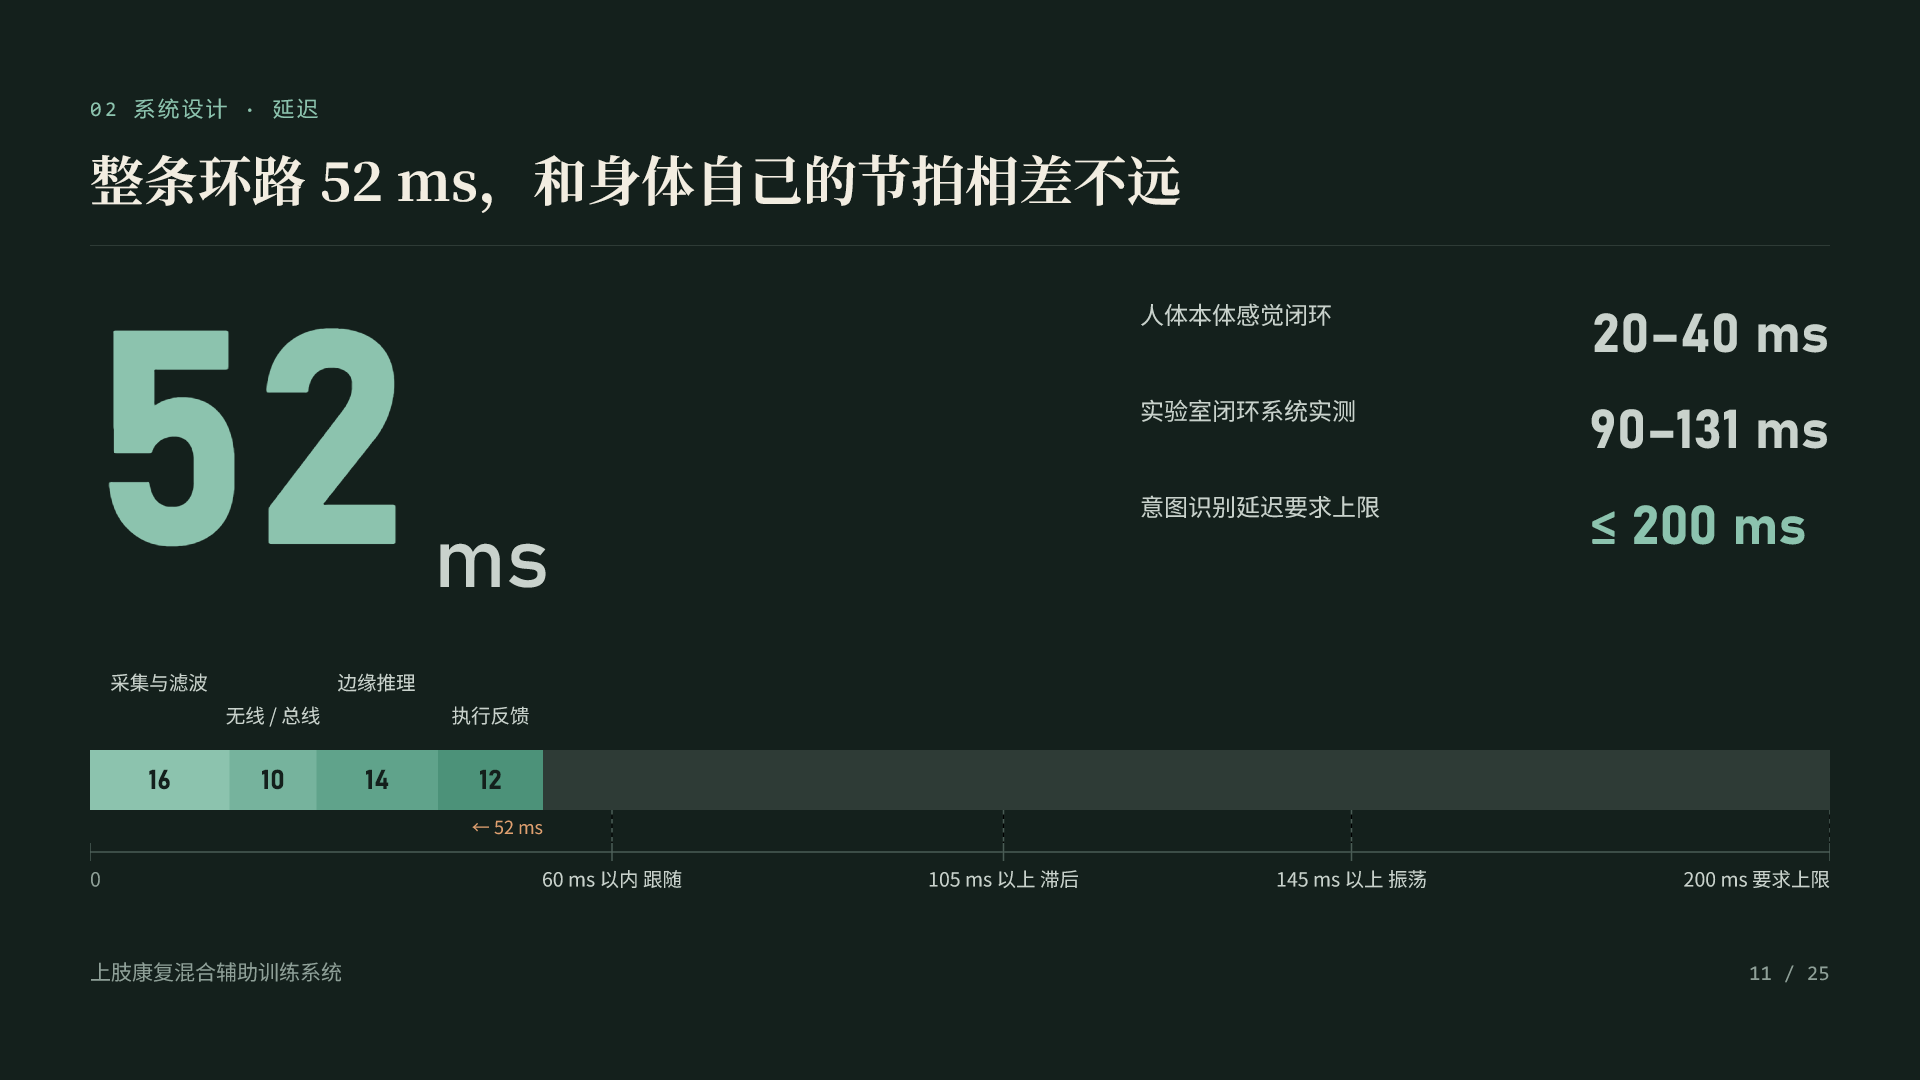 02 系统设计 · 延迟
整条环路 52 ms，和身体自己的节拍相差不远
52 ms
人体本体感觉闭环 20–40 ms
实验室闭环系统实测 90–131 ms
意图识别延迟要求上限 ≤ 200 ms
采集与滤波 边缘推理
无线 / 总线 执行反馈
16 10 14 12
← 52 ms
0 60 ms 以内 跟随 105 ms 以上 滞后 145 ms 以上 振荡 200 ms 要求上限
上肢康复混合辅助训练系统 11 / 25